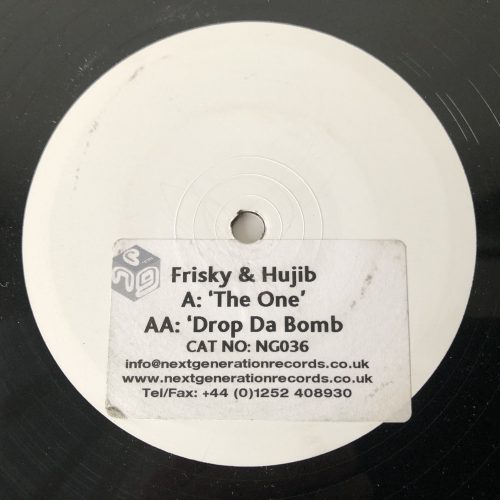 Frisky & Hujib
A: ‘The One’
AA: ‘Drop Da Bomb
CAT NO: NG036
info@nextgenerationrecords.co.uk
www.nextgenerationrecords.co.uk
Tel/Fax: +44 (0)1252 408930